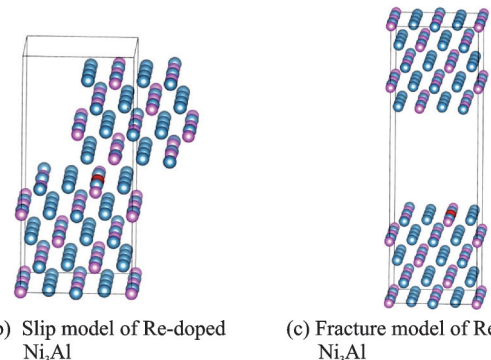 ) Slip model of Re-doped
Ni₃Al
(c) Fracture model of Re
Ni₃Al